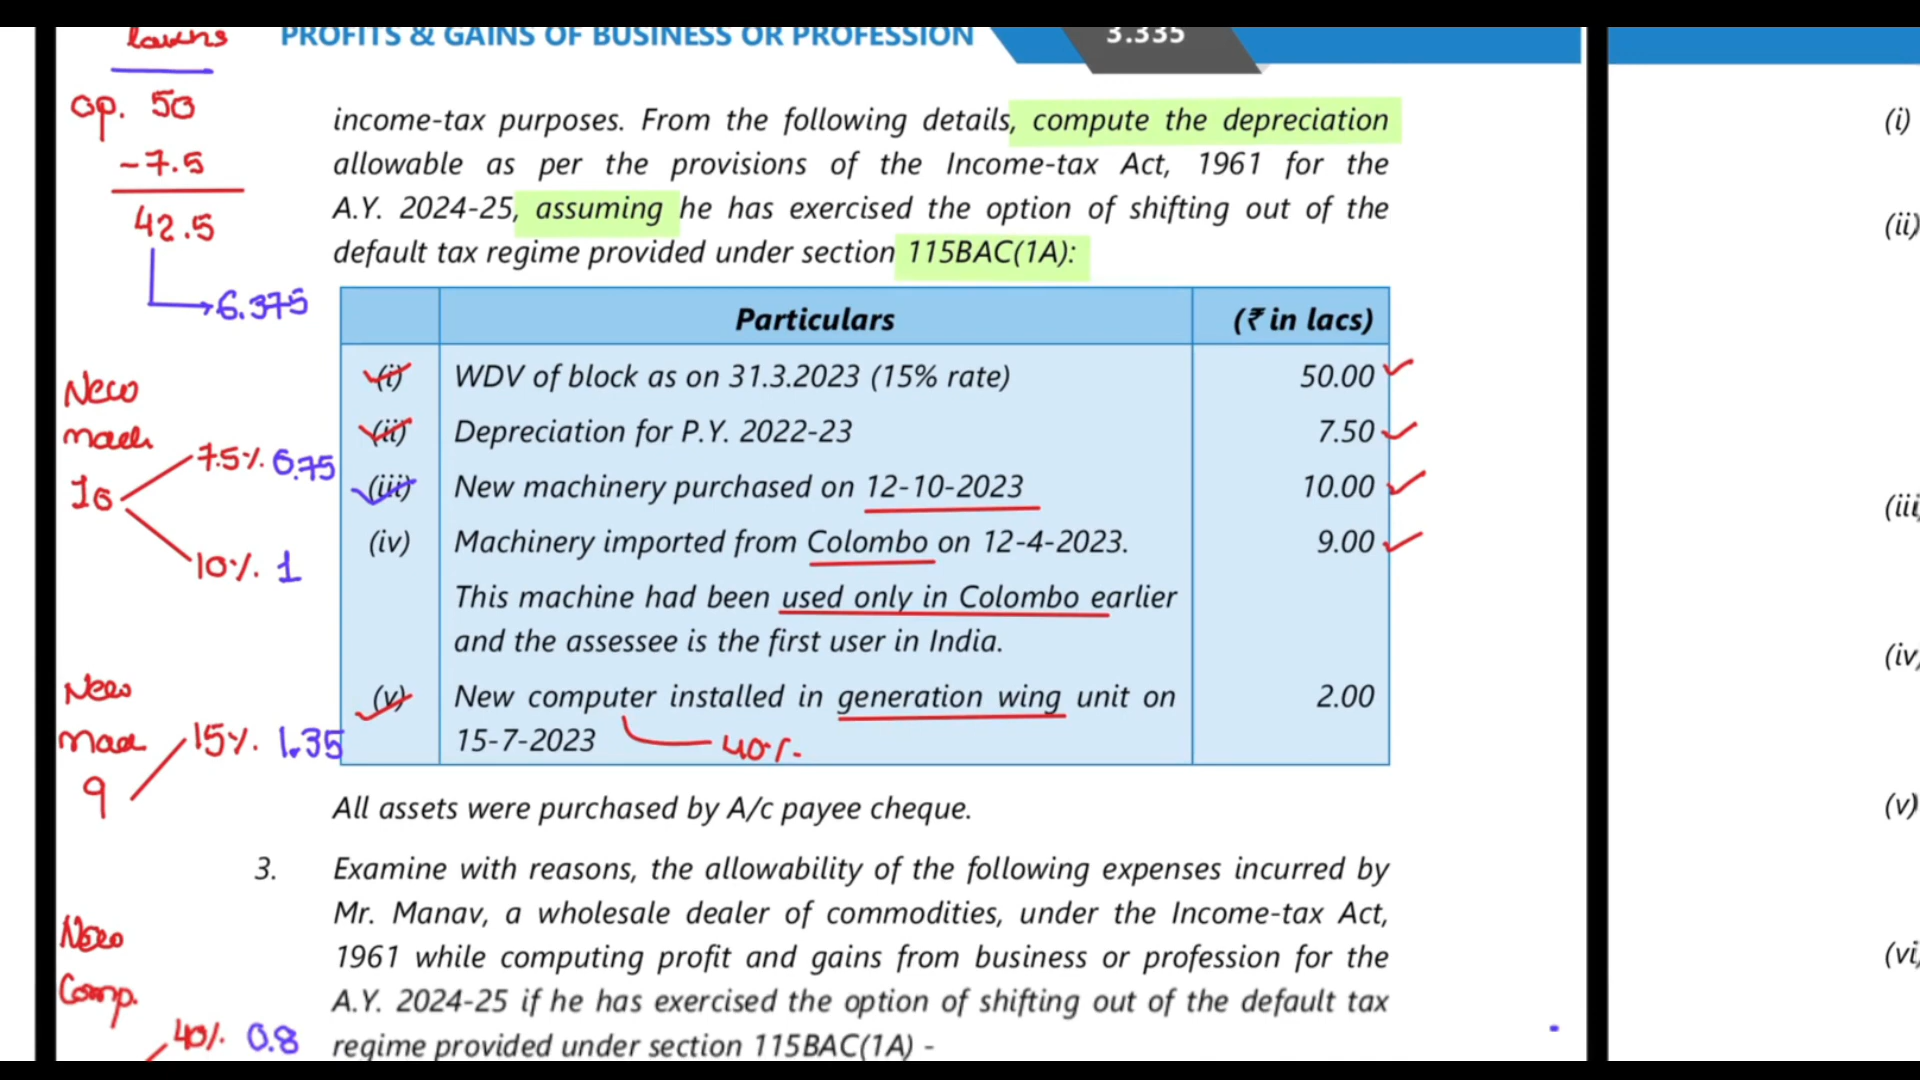 lakhs
PROFITS & GAINS OF BUSINESS OR PROFESSION 3.335
op. 50
-7.5
42.5
6.375
income-tax purposes. From the following details, compute the depreciation
allowable as per the provisions of the Income-tax Act, 1961 for the
A.Y. 2024-25, assuming he has exercised the option of shifting out of the
default tax regime provided under section 115BAC(1A):
Particulars (₹ in lacs)
(i) WDV of block as on 31.3.2023 (15% rate) 50.00
(ii) Depreciation for P.Y. 2022-23 7.50
(iii) New machinery purchased on 12-10-2023 10.00
(iv) Machinery imported from Colombo on 12-4-2023. 9.00
This machine had been used only in Colombo earlier
and the assessee is the first user in India.
(v) New computer installed in generation wing unit on 2.00
15-7-2023
40%
New
mach
10
7.5% 0.75
10% 1
New
mach
9
15% 1.35
All assets were purchased by A/c payee cheque.
3. Examine with reasons, the allowability of the following expenses incurred by
Mr. Manav, a wholesale dealer of commodities, under the Income-tax Act,
1961 while computing profit and gains from business or profession for the
A.Y. 2024-25 if he has exercised the option of shifting out of the default tax
regime provided under section 115BAC(1A) -
New
Comp.
40% 0.8
(i)
(ii)
(iii
(iv,
(v)
(vi,